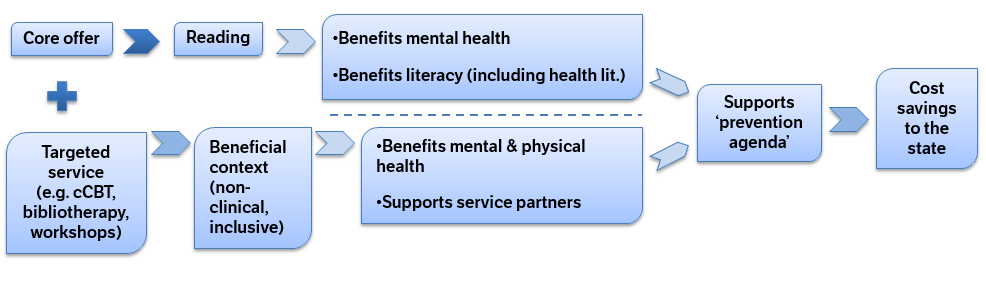 Core offer
Reading
•Benefits mental health
•Benefits literacy (including health lit.)
Targeted
service
(e.g. cCBT,
bibliotherapy,
workshops)
Beneficial
context
(non-
clinical,
inclusive)
•Benefits mental & physical
health
•Supports service partners
Supports
‘prevention
agenda’
Cost
savings
to the
state